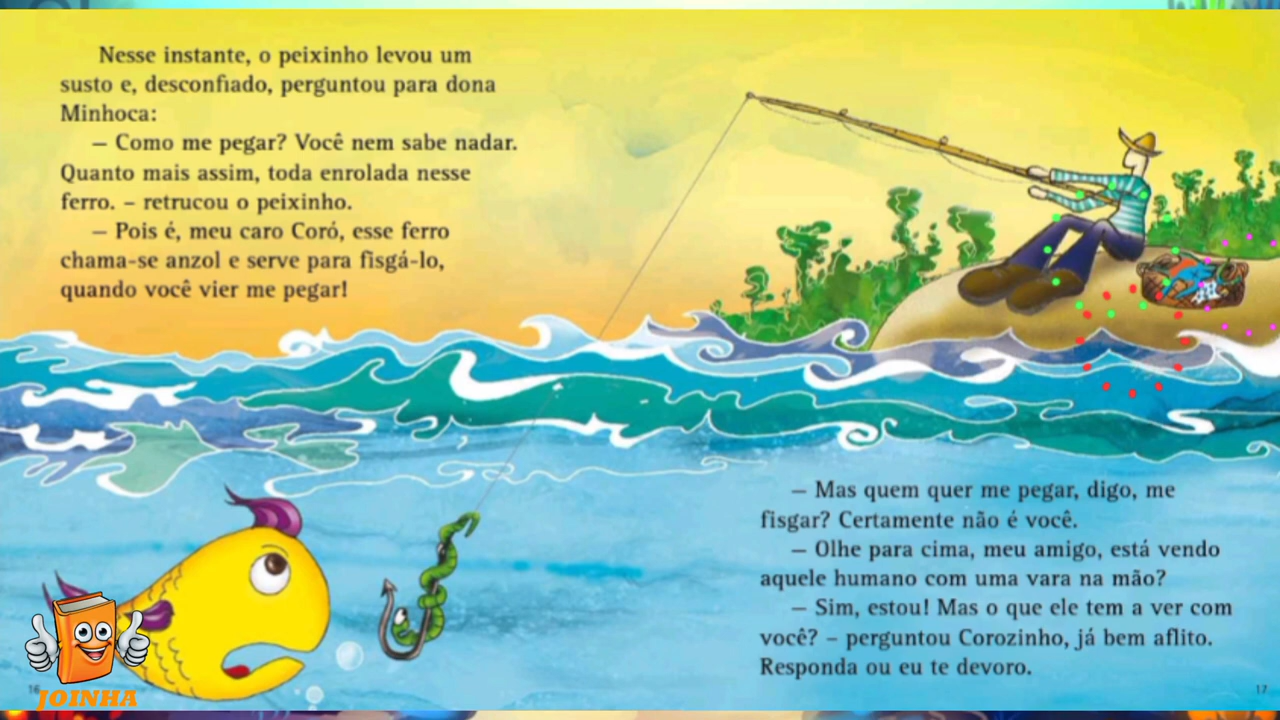 Nesse instante, o peixinho levou um
susto e, desconfiado, perguntou para dona
Minhoca:
– Como me pegar? Você nem sabe nadar.
Quanto mais assim, toda enrolada nesse
ferro. – retrucou o peixinho.
– Pois é, meu caro Coró, esse ferro
chama-se anzol e serve para fisgá-lo,
quando você vier me pegar!
– Mas quem quer me pegar, digo, me
fisgar? Certamente não é você.
– Olhe para cima, meu amigo, está vendo
aquele humano com uma vara na mão?
– Sim, estou! Mas o que ele tem a ver com
você? – perguntou Corozinho, já bem aflito.
Responda ou eu te devoro.
16
JOINHA
17